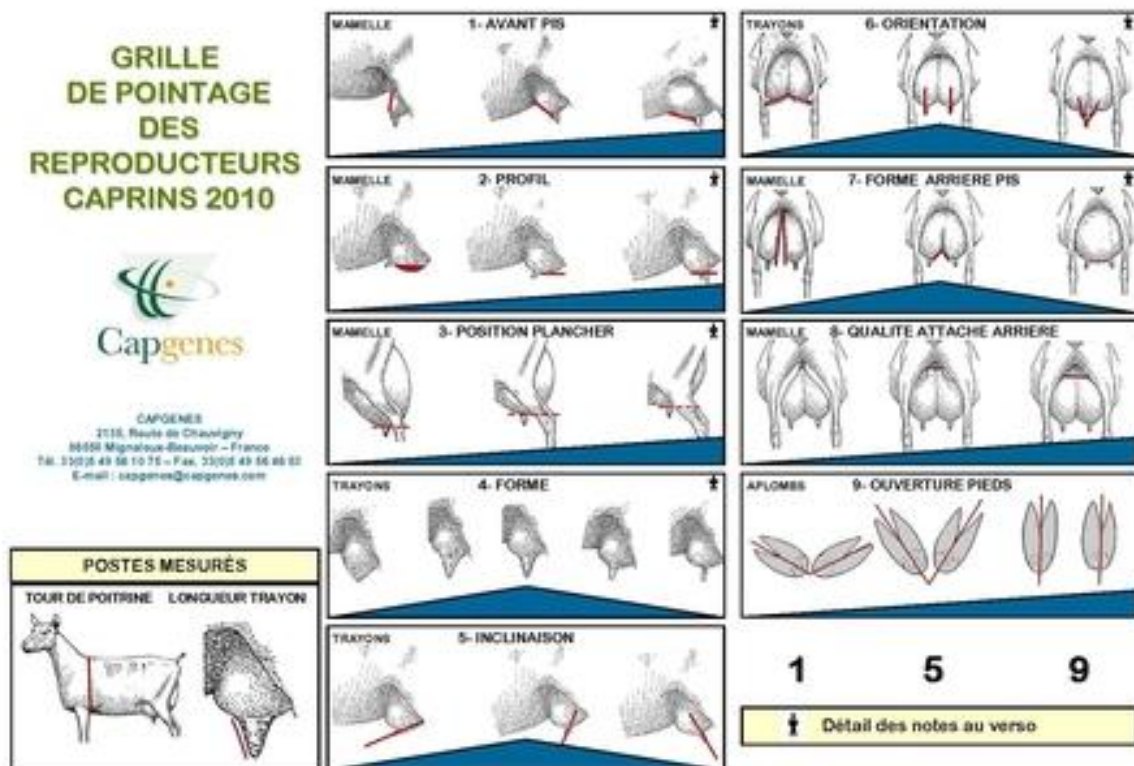 GRILLE
DE POINTAGE
DES
REPRODUCTEURS
CAPRINS 2010
Capgenes
CAPGENES
2135, Route de Chauvigny
86550 Mignaloux-Beauvoir – France
E-mail : capgenes@capgenes.com
POSTES MESURÉS
TOUR DE POITRINE LONGUEUR TRAYON
MAMELLE 1- AVANT PIS
MAMELLE 2- PROFIL
MAMELLE 3- POSITION PLANCHER
TRAYONS 4- FORME
TRAYONS 5- INCLINAISON
TRAYONS 6- ORIENTATION
MAMELLE 7- FORME ARRIERE PIS
MAMELLE 8- QUALITE ATTACHE ARRIERE
APLOMBS 9- OUVERTURE PIEDS
1 5 9
Détail des notes au verso